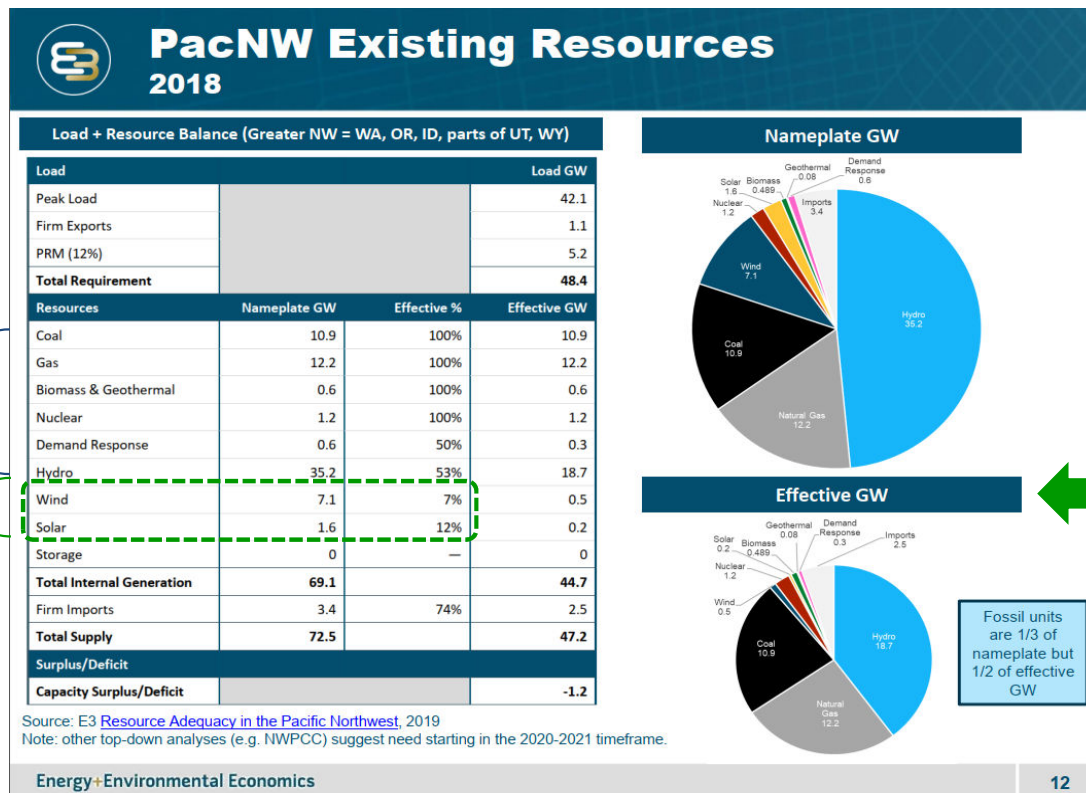 PacNW Existing Resources
2018
Load + Resource Balance (Greater NW = WA, OR, ID, parts of UT, WY)
Load Load GW
Peak Load 42.1
Firm Exports 1.1
PRM (12%) 5.2
Total Requirement 48.4
Resources Nameplate GW Effective % Effective GW
Coal 10.9 100% 10.9
Gas 12.2 100% 12.2
Biomass & Geothermal 0.6 100% 0.6
Nuclear 1.2 100% 1.2
Demand Response 0.6 50% 0.3
Hydro 35.2 53% 18.7
Wind 7.1 7% 0.5
Solar 1.6 12% 0.2
Storage 0 — 0
Total Internal Generation 69.1 44.7
Firm Imports 3.4 74% 2.5
Total Supply 72.5 47.2
Surplus/Deficit
Capacity Surplus/Deficit -1.2
Source: E3 Resource Adequacy in the Pacific Northwest, 2019
Note: other top-down analyses (e.g. NWPCC) suggest need starting in the 2020-2021 timeframe.
Nameplate GW
Solar
1.6
Biomass
0.489
Geothermal
0.08
Demand
Response
0.6
Nuclear
1.2
Imports
3.4
Wind
7.1
Hydro
35.2
Coal
10.9
Natural Gas
12.2
Effective GW
Solar
0.2
Biomass
0.489
Geothermal
0.08
Demand
Response
0.3
Imports
2.5
Nuclear
1.2
Wind
0.5
Hydro
18.7
Coal
10.9
Natural
Gas
12.2
Fossil units
are 1/3 of
nameplate but
1/2 of effective
GW
Energy+Environmental Economics
12